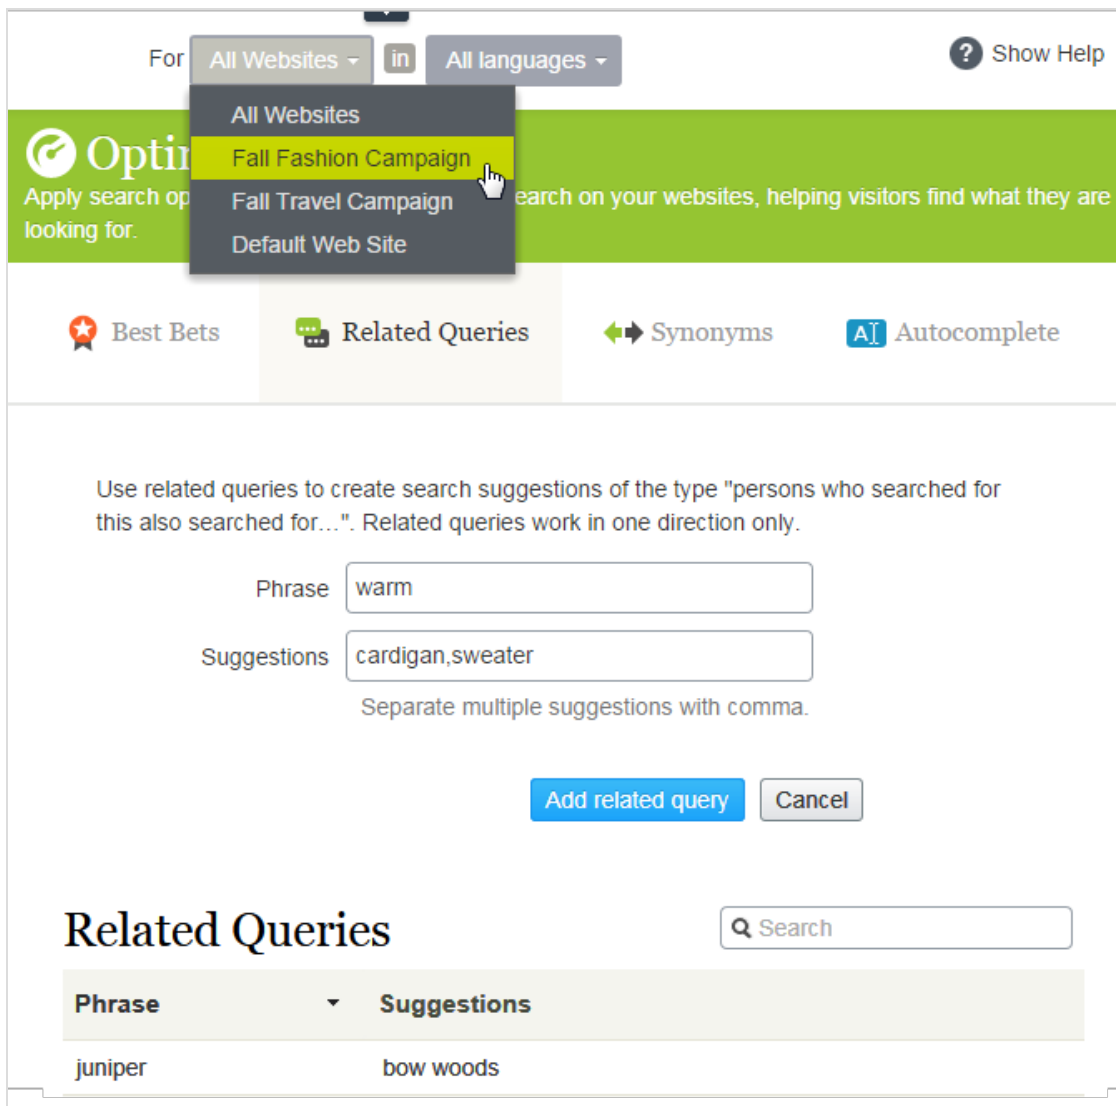 For All Websites in All languages Show Help
All Websites
Fall Fashion Campaign
Fall Travel Campaign
Default Web Site
Apply search earch on your websites, helping visitors find what they are
looking for.
Best Bets Related Queries Synonyms Autocomplete
Use related queries to create search suggestions of the type "persons who searched for
this also searched for…". Related queries work in one direction only.
Phrase warm
Suggestions cardigan,sweater
Separate multiple suggestions with comma.
Add related query Cancel
Related Queries Search
Phrase Suggestions
juniper bow woods